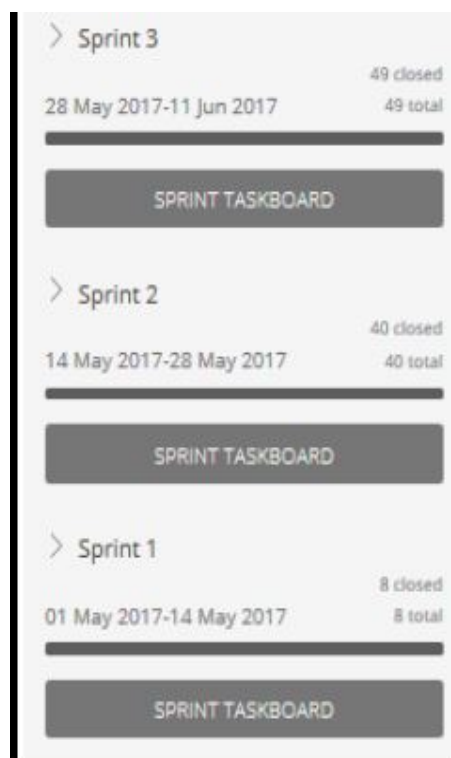 Sprint 3
49 closed
28 May 2017-11 Jun 2017 49 total
SPRINT TASKBOARD
Sprint 2
40 closed
14 May 2017-28 May 2017 40 total
SPRINT TASKBOARD
Sprint 1
8 closed
01 May 2017-14 May 2017 8 total
SPRINT TASKBOARD